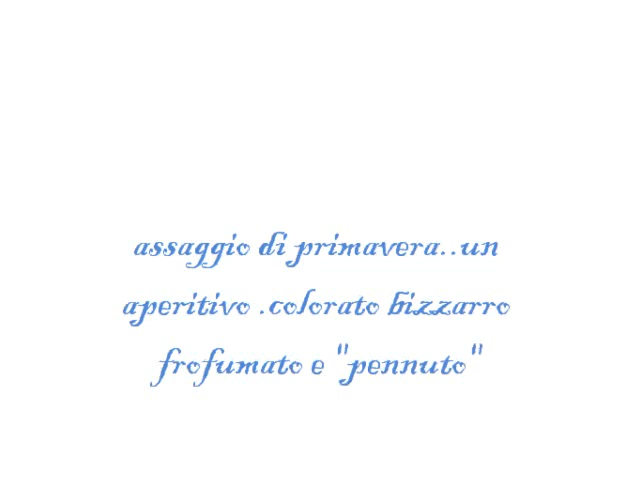 assaggio di primavera..un
aperitivo .colorato bizzarro
frofumato e "pennuto"